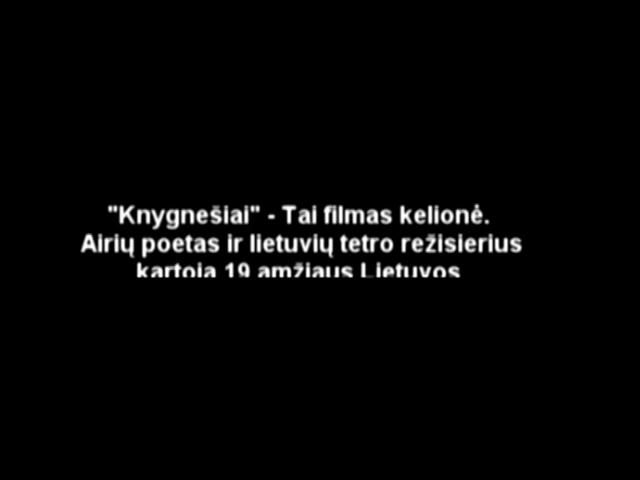 "Knygnešiai" - Tai filmas kelionė.
Airių poetas ir lietuvių tetro režisierius
kartoja 19 amžiaus Lietuvos